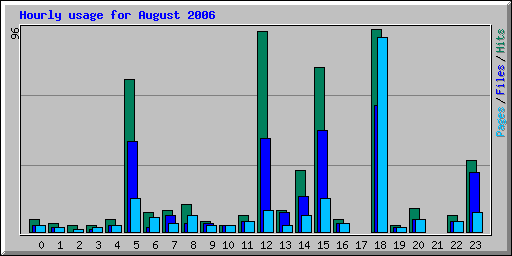 Hourly usage for August 2006
96
Pages / Files / Hits
0 1 2 3 4 5 6 7 8 9 10 11 12 13 14 15 16 17 18 19 20 21 22 23